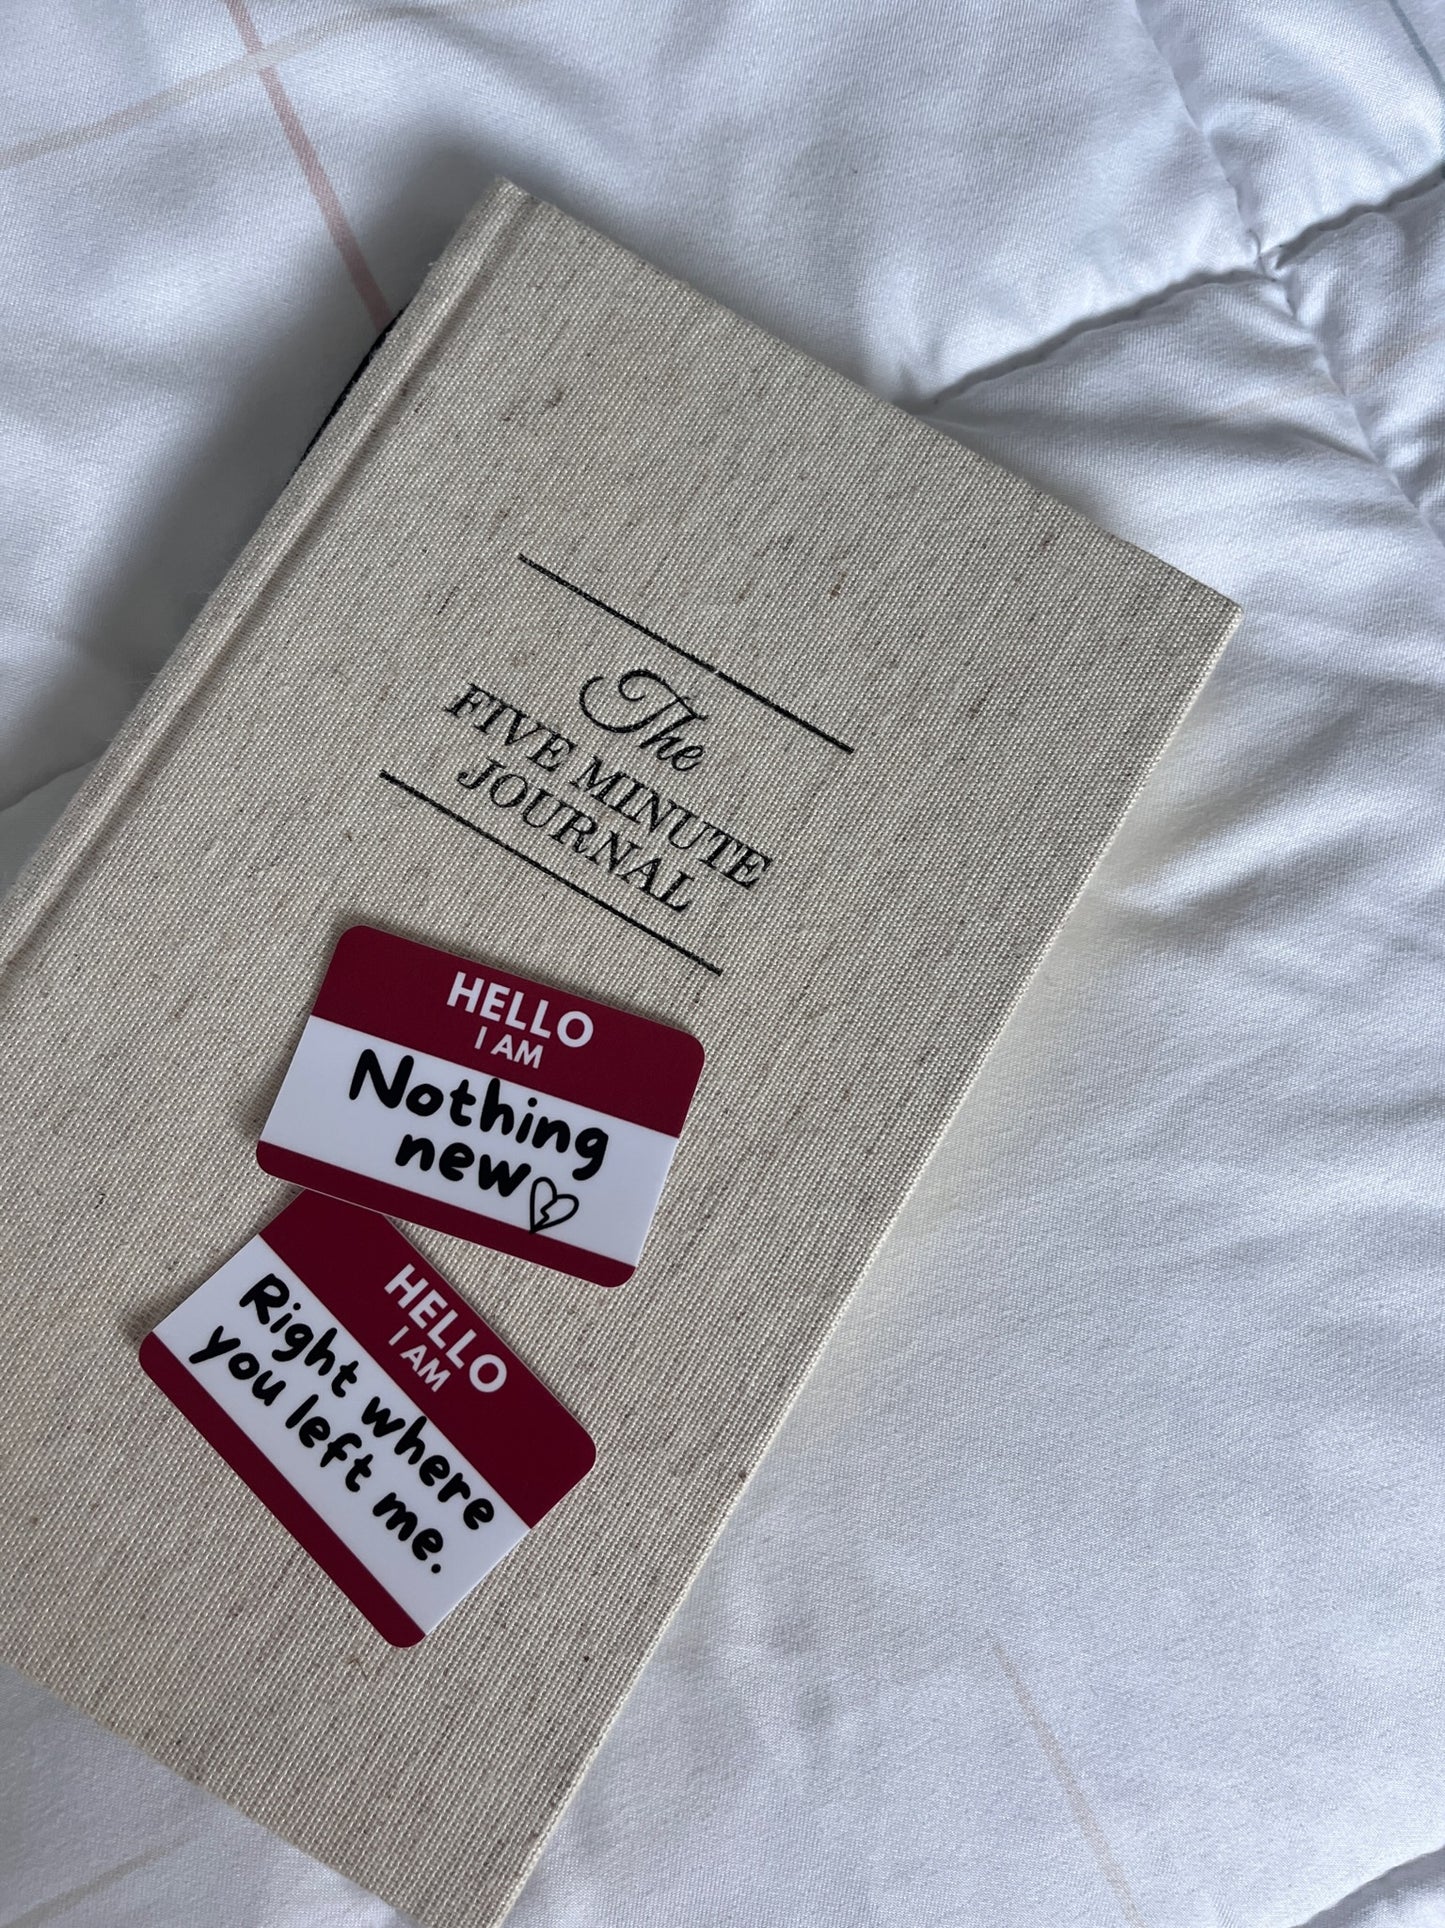 The
FIVE MINUTE
JOURNAL
HELLO
I AM
Nothing
new
HELLO
I AM
Right where
you left me.